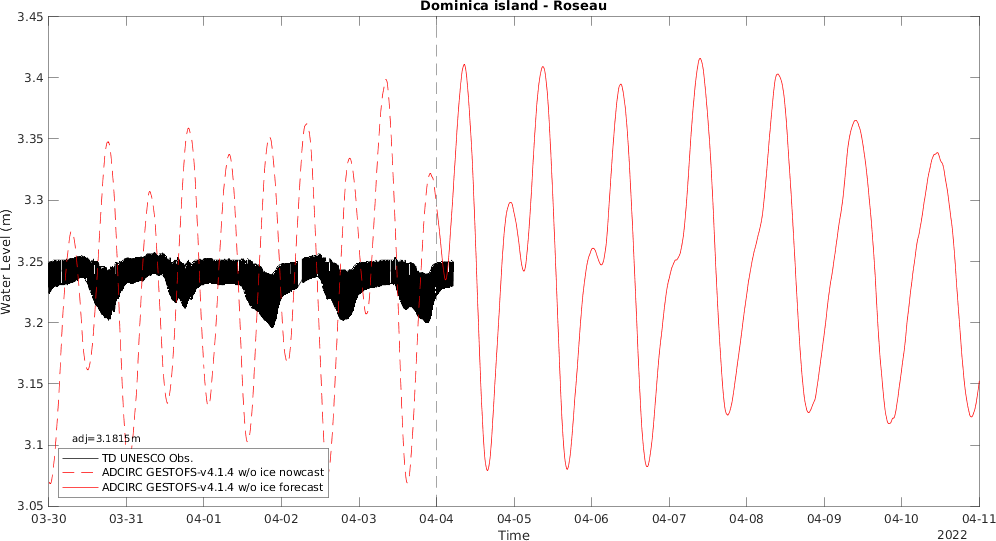 Dominica island - Roseau
3.45
3.4
3.35
3.3
3.25
3.2
3.15
3.1
3.05
Water Level (m)
adj=3.1815m
TD UNESCO Obs.
ADCIRC GESTOFS-v4.1.4 w/o ice nowcast
ADCIRC GESTOFS-v4.1.4 w/o ice forecast
03-30 03-31 04-01 04-02 04-03 04-04 04-05 04-06 04-07 04-08 04-09 04-10 04-11
Time
2022